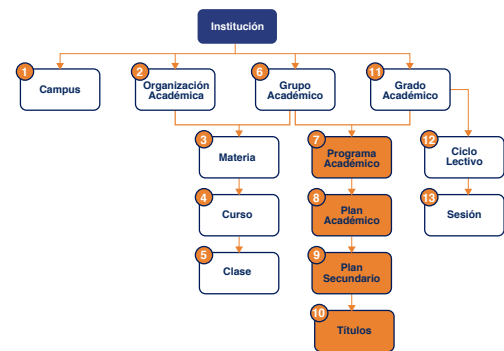 Institución
1
Campus
2
Organización
Académica
6
Grupo
Académico
11
Grado
Académico
3
Materia
7
Programa
Académico
12
Ciclo
Lectivo
4
Curso
8
Plan
Académico
13
Sesión
5
Clase
9
Plan
Secundario
10
Títulos